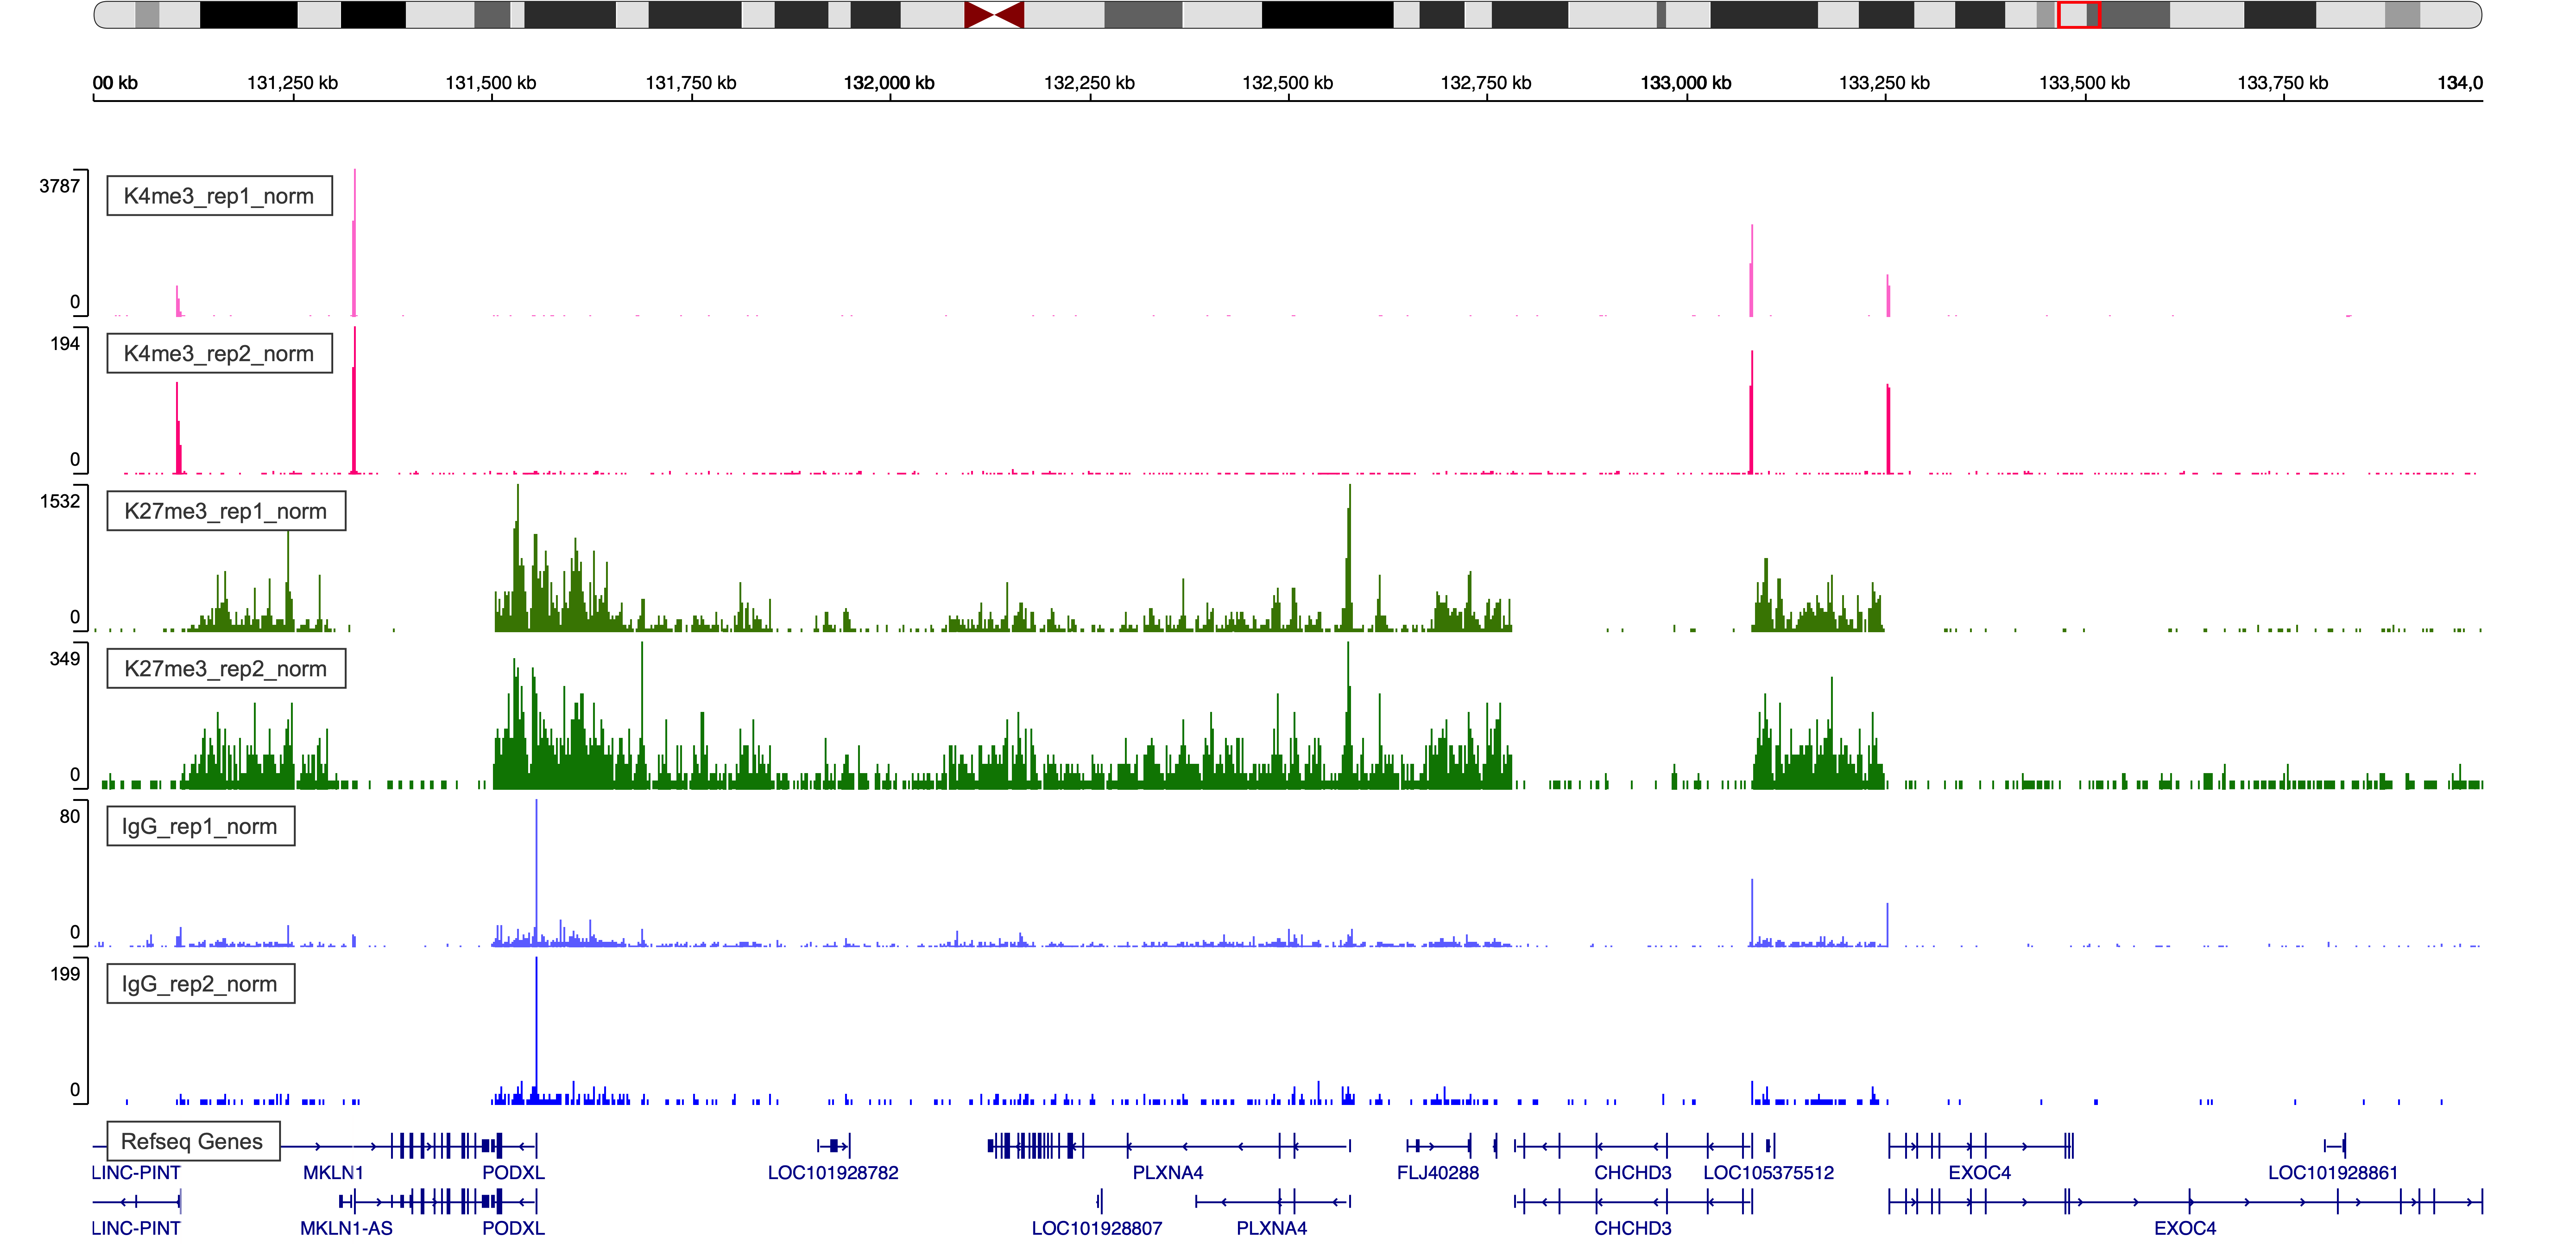 00 kb 131,250 kb 131,500 kb 131,750 kb 132,000 kb 132,250 kb 132,500 kb 132,750 kb 133,000 kb 133,250 kb 133,500 kb 133,750 kb 134,0
3787
K4me3_rep1_norm
0
194
K4me3_rep2_norm
0
1532
K27me3_rep1_norm
0
349
K27me3_rep2_norm
0
80
IgG_rep1_norm
0
199
IgG_rep2_norm
0
Refseq Genes
LINC-PINT MKLN1 PODXL LOC101928782 PLXNA4 FLJ40288 CHCHD3 LOC105375512 EXOC4 LOC101928861
LINC-PINT MKLN1-AS PODXL LOC101928807 PLXNA4 CHCHD3 EXOC4